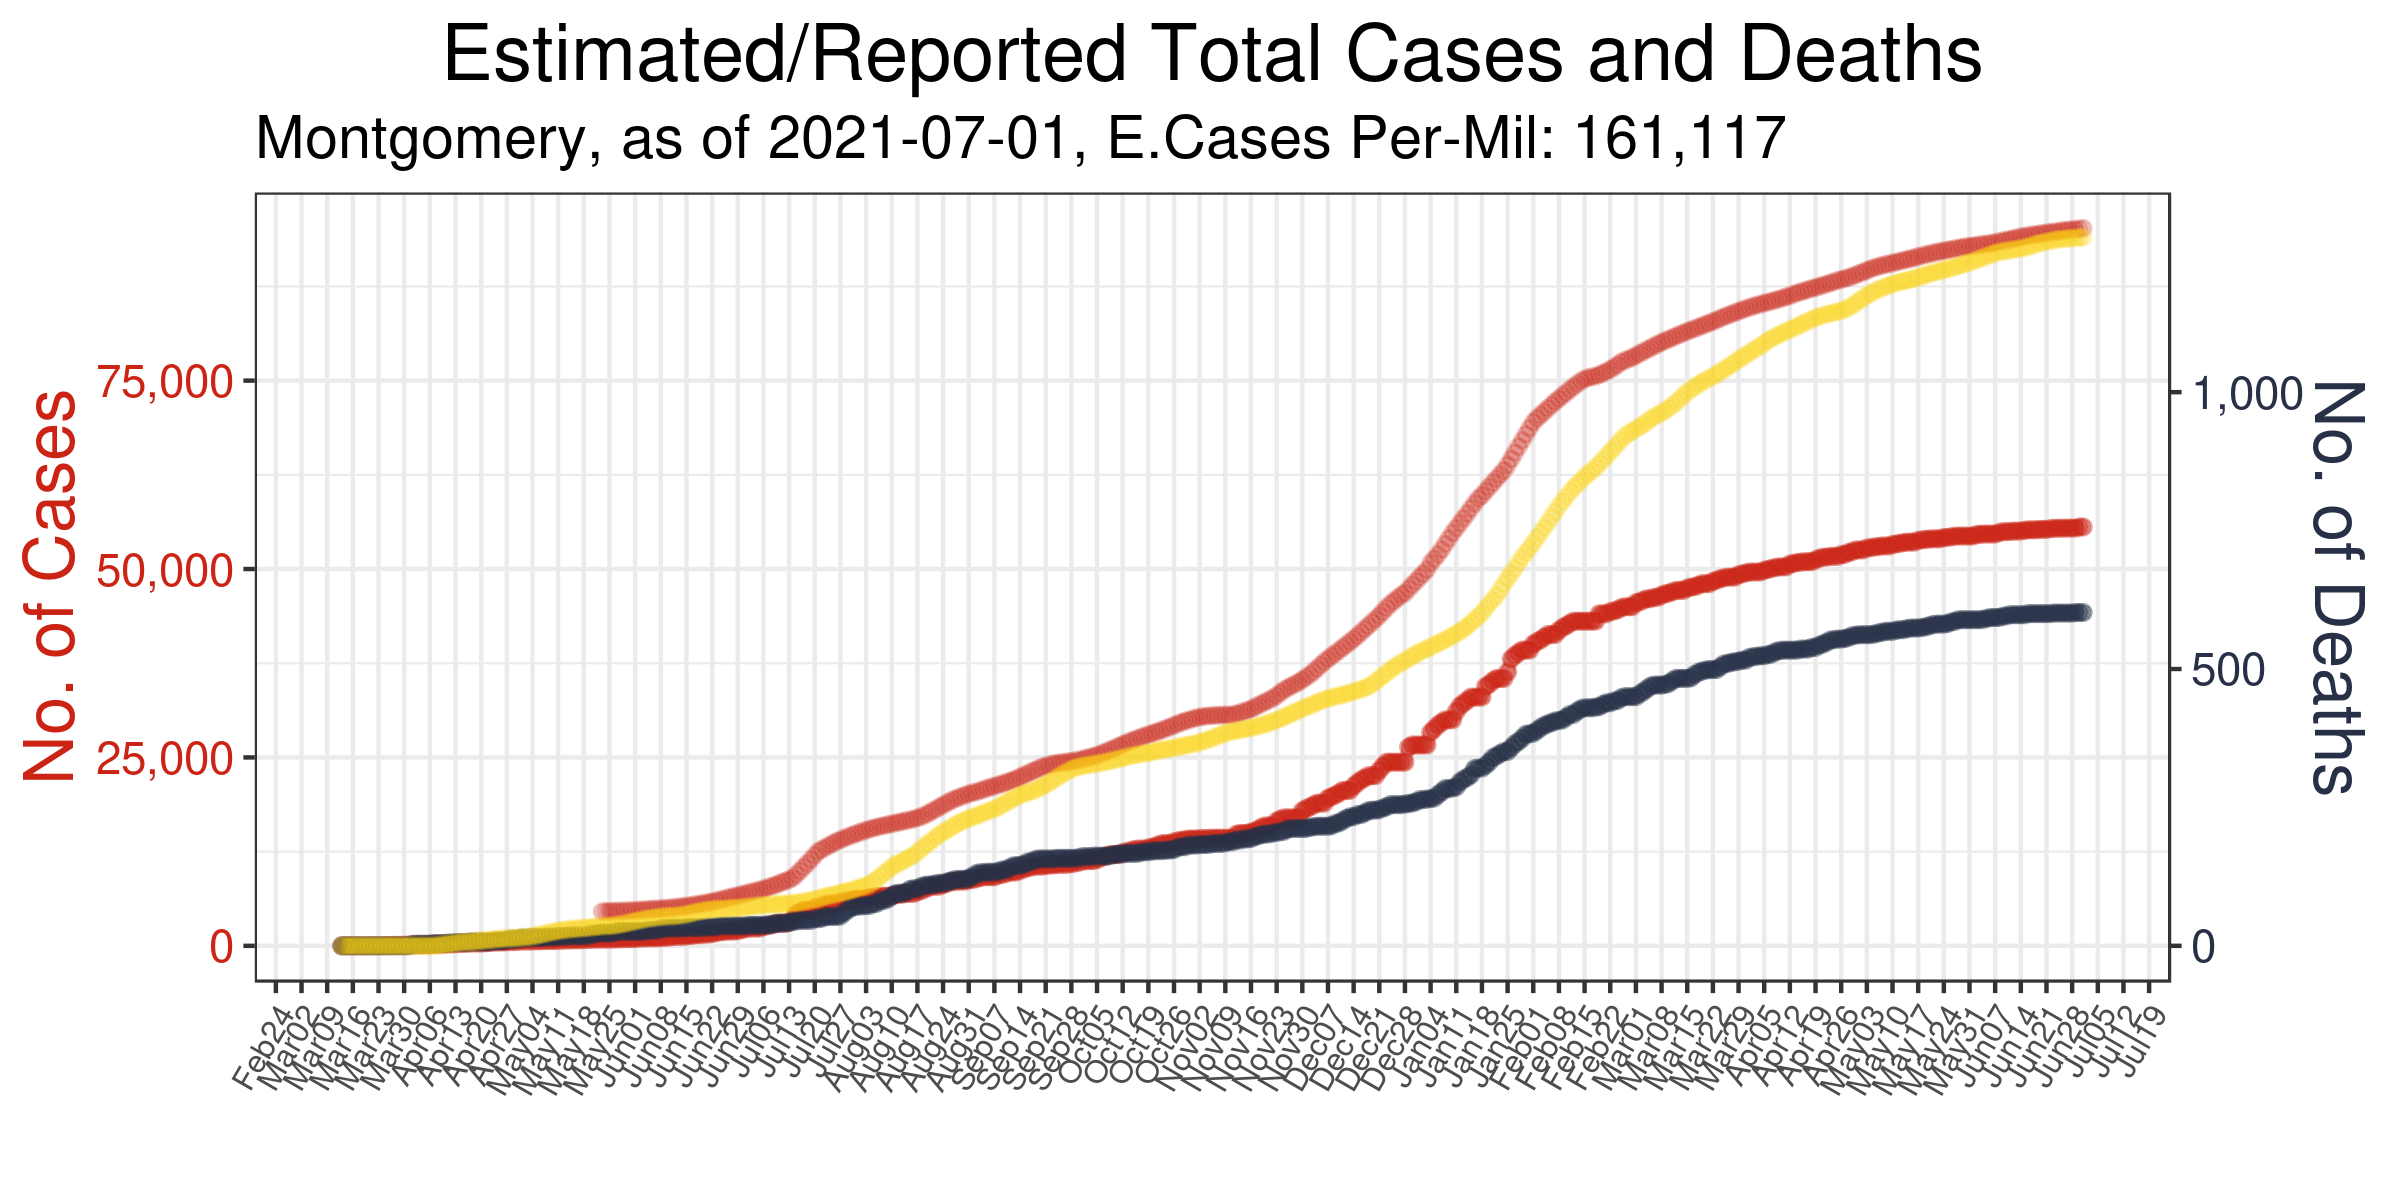 Estimated/Reported Total Cases and Deaths
Montgomery, as of 2021-07-01, E.Cases Per-Mil: 161,117
No. of Cases
75,000
50,000
25,000
0
1,000
500
0
No. of Deaths
Feb24
Mar02
Mar09
Mar16
Mar23
Mar30
Apr06
Apr13
Apr20
Apr27
May04
May11
May18
May25
Jun01
Jun08
Jun15
Jun22
Jun29
Jul06
Jul13
Jul20
Jul27
Aug03
Aug10
Aug17
Aug24
Aug31
Sep07
Sep14
Sep21
Sep28
Oct05
Oct12
Oct19
Oct26
Nov02
Nov09
Nov16
Nov23
Nov30
Dec07
Dec14
Dec21
Dec28
Jan04
Jan11
Jan18
Jan25
Feb01
Feb08
Feb15
Feb22
Mar01
Mar08
Mar15
Mar22
Mar29
Apr05
Apr12
Apr19
Apr26
May03
May10
May17
May24
May31
Jun07
Jun14
Jun21
Jun28
Jul05
Jul12
Jul19